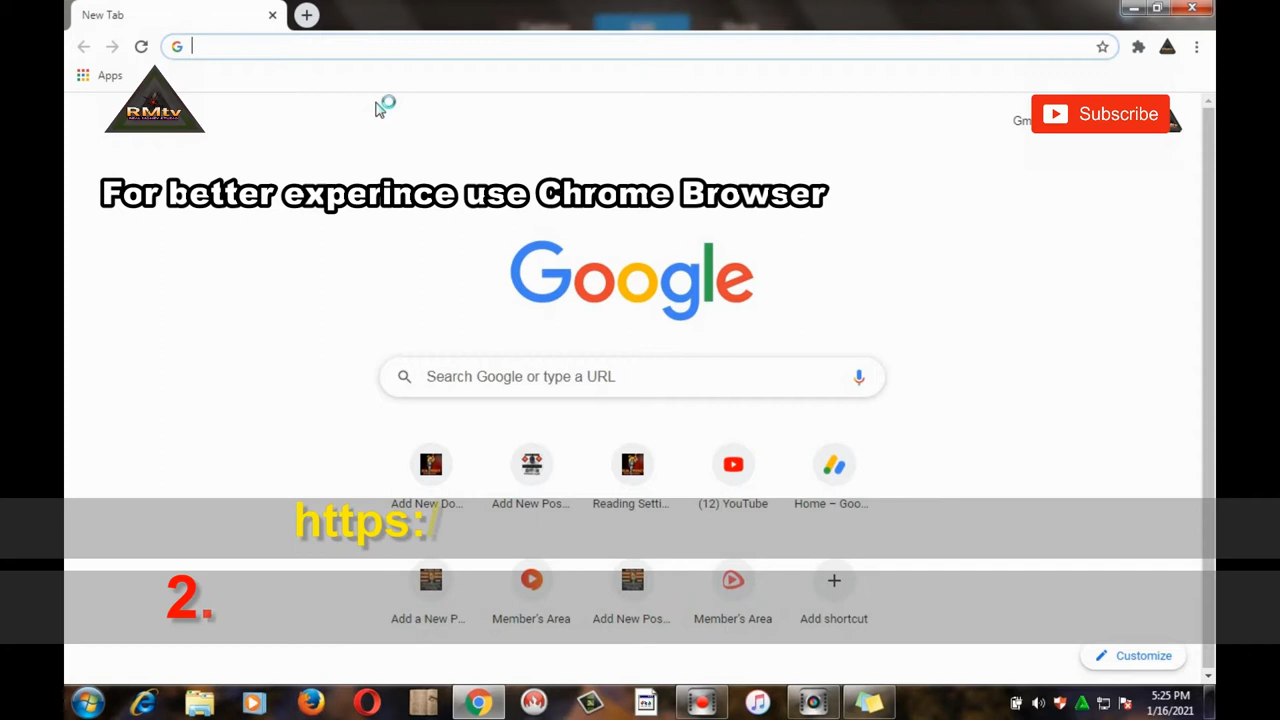 New Tab
Apps
RMtv
Gm
Subscribe
For better experince use Chrome Browser
Google
Search Google or type a URL
Add New Do...
Add New Pos...
Reading Setti...
(12) YouTube
Home – Goo...
https:/
Add a New P...
Member's Area
Add New Pos...
Member's Area
Add shortcut
2.
Customize
5:25 PM
1/16/2021